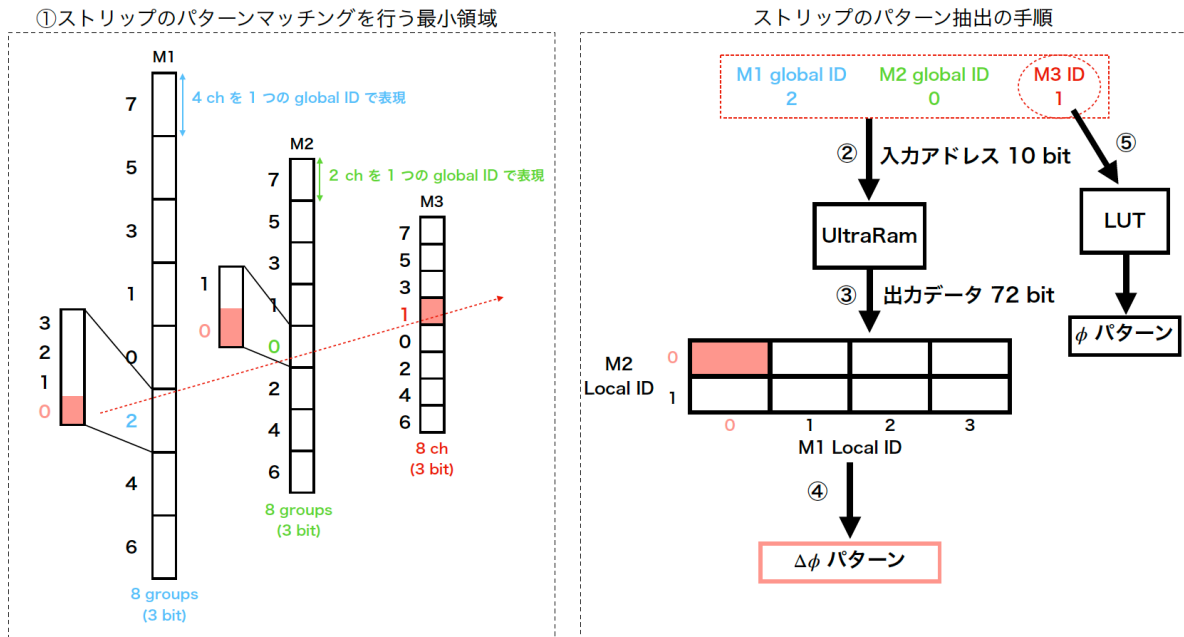 ①ストリップのパターンマッチングを行う最小領域
M1
7
5
3
1
0
2
4
6
4 ch を 1 つの global ID で表現
3
2
1
0
8 groups
(3 bit)
M2
7
5
3
1
0
2
4
6
2 ch を 1 つの global ID で表現
1
0
8 groups
(3 bit)
M3
7
5
3
1
0
2
4
6
8 ch
(3 bit)
ストリップのパターン抽出の手順
M1 global ID M2 global ID M3 ID
2 0 1
② 入力アドレス 10 bit
⑤
UltraRam
LUT
③ 出力データ 72 bit
ϕ パターン
M2
Local ID
0
1
0 1 2 3
M1 Local ID
④
Δϕ パターン